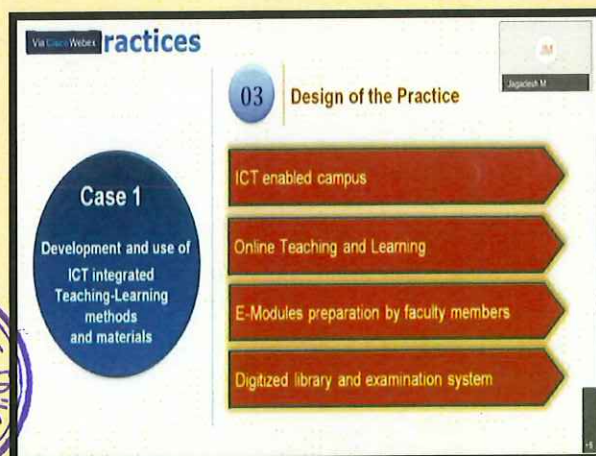 Via Cisco Webex ractices
JM
Jagadesh M
03 Design of the Practice
Case 1
Development and use of
ICT integrated
Teaching-Learning
methods
and materials
ICT enabled campus
Online Teaching and Learning
E-Modules preparation by faculty members
Digitized library and examination system